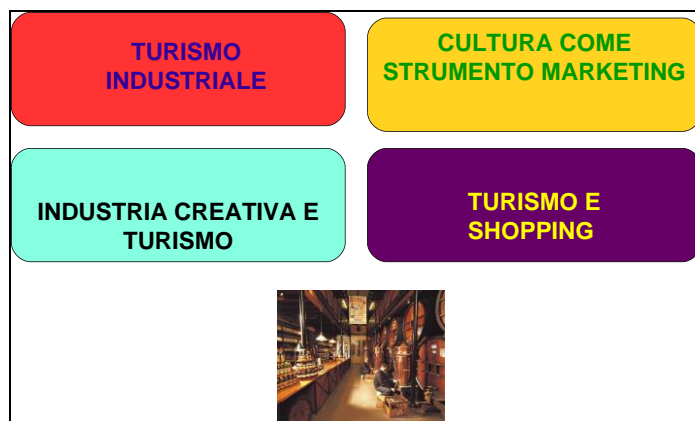 TURISMO
INDUSTRIALE
CULTURA COME
STRUMENTO MARKETING
INDUSTRIA CREATIVA E
TURISMO
TURISMO E
SHOPPING